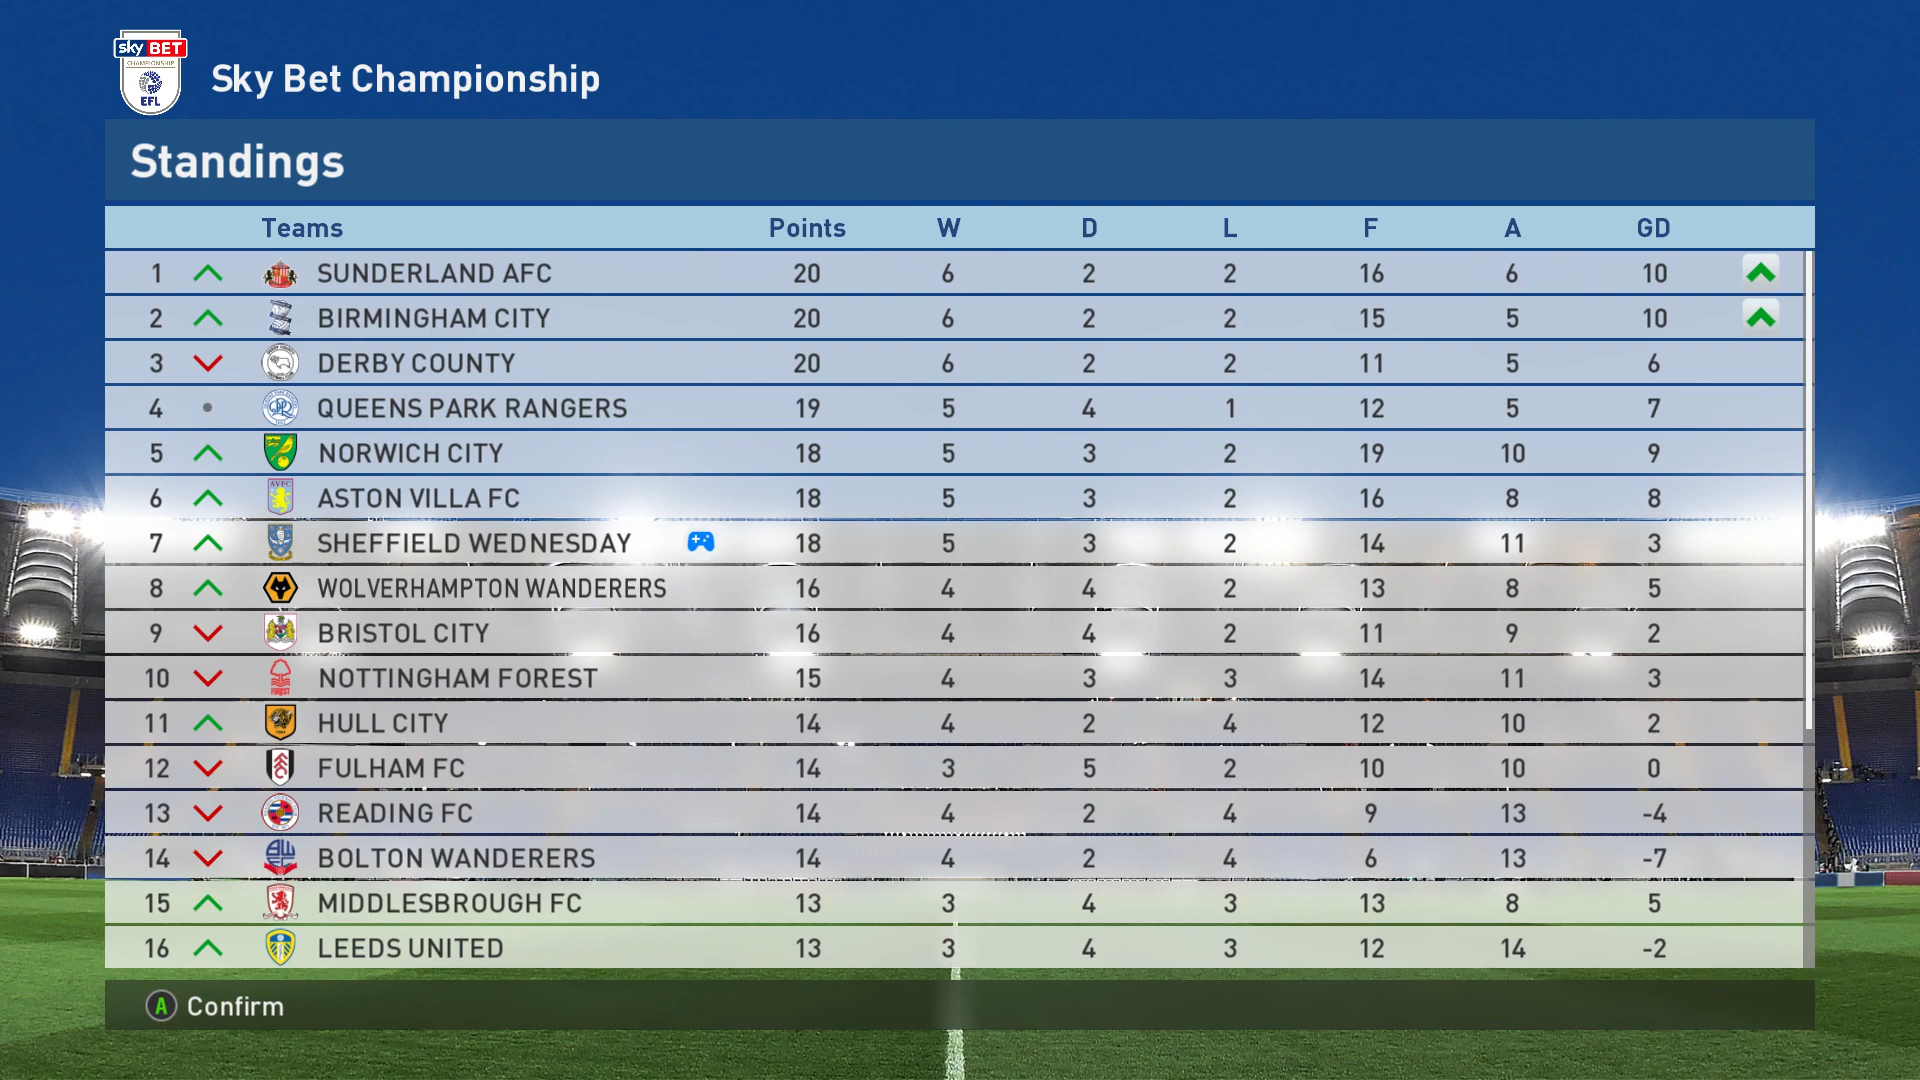 sky BET
CHAMPIONSHIP
EFL
Sky Bet Championship
Standings
Teams Points W D L F A GD
1 SUNDERLAND AFC 20 6 2 2 16 6 10
2 BIRMINGHAM CITY 20 6 2 2 15 5 10
3 DERBY COUNTY 20 6 2 2 11 5 6
4 QUEENS PARK RANGERS 19 5 4 1 12 5 7
5 NORWICH CITY 18 5 3 2 19 10 9
6 AVFC ASTON VILLA FC 18 5 3 2 16 8 8
7 SHEFFIELD WEDNESDAY 18 5 3 2 14 11 3
8 WOLVERHAMPTON WANDERERS 16 4 4 2 13 8 5
9 BRISTOL CITY 16 4 4 2 11 9 2
10 FOREST NOTTINGHAM FOREST 15 4 3 3 14 11 3
11 HULL CITY 14 4 2 4 12 10 2
12 FULHAM FC 14 3 5 2 10 10 0
13 READING FC 14 4 2 4 9 13 -4
14 BOLTON WANDERERS 14 4 2 4 6 13 -7
15 MIDDLESBROUGH FC 13 3 4 3 13 8 5
16 LEEDS UNITED 13 3 4 3 12 14 -2
A Confirm